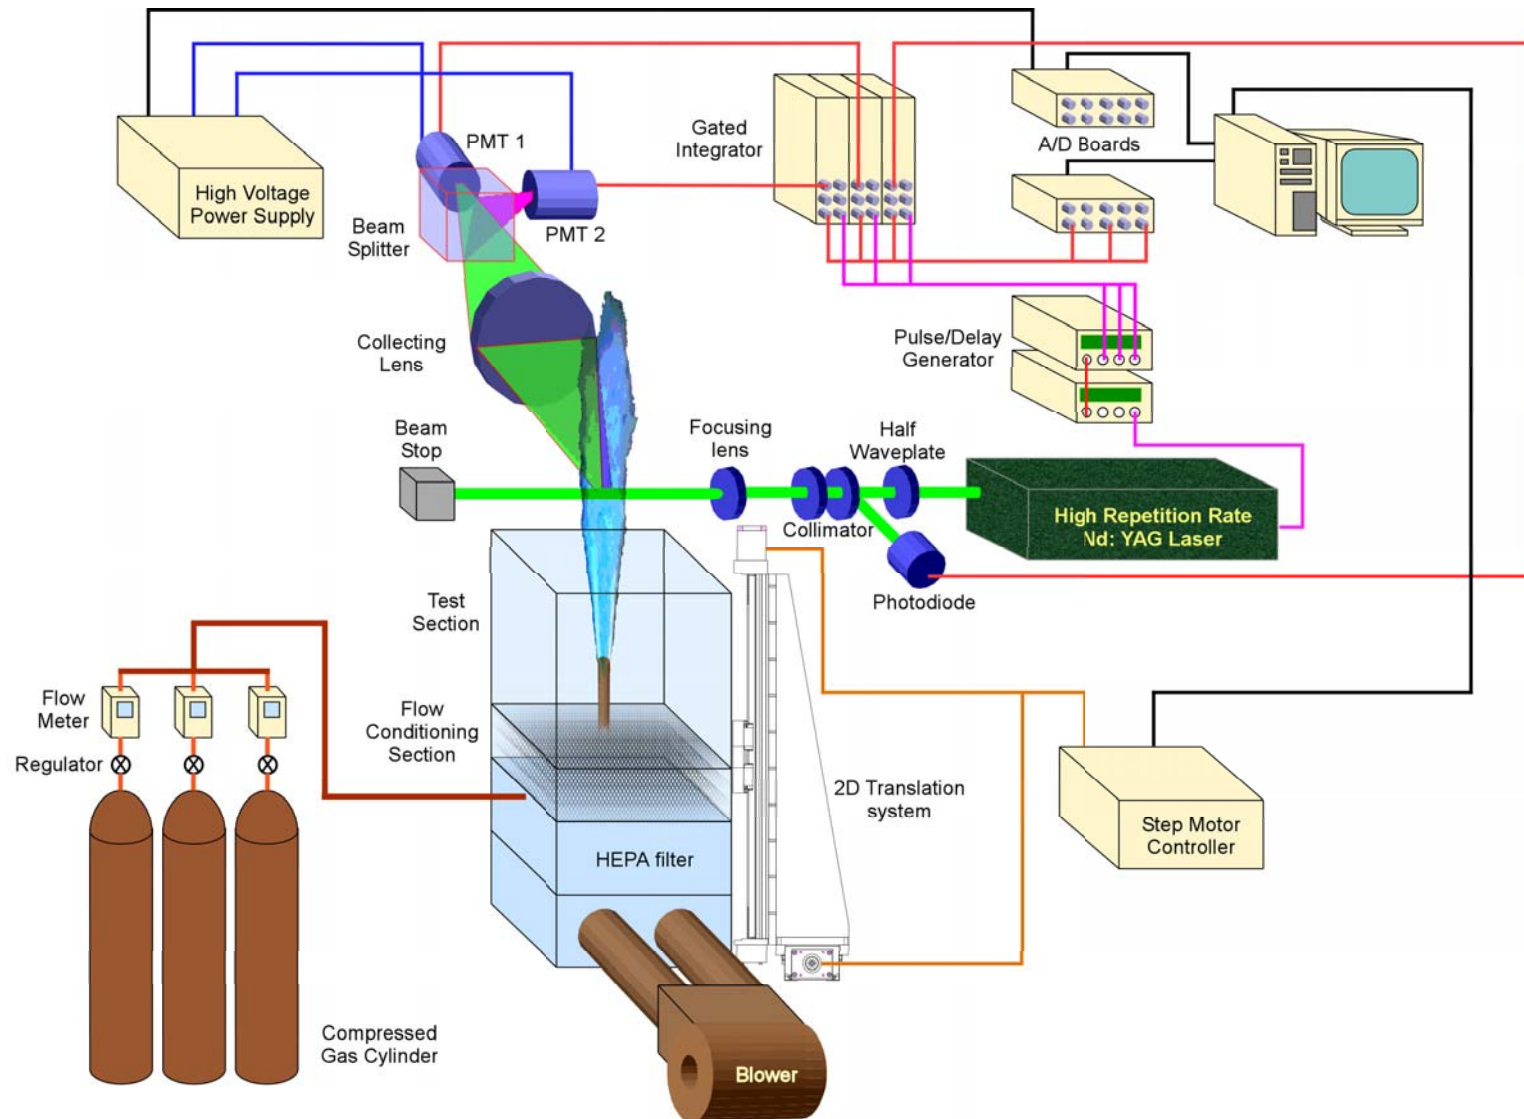 PMT 1
High Voltage
Power Supply
Beam
Splitter
PMT 2
Gated
Integrator
A/D Boards
Collecting
Lens
Pulse/Delay
Generator
Beam
Stop
Focusing
lens
Half
Waveplate
Collimator
High Repetition Rate
Nd: YAG Laser
Photodiode
Test
Section
Flow
Meter
Flow
Conditioning
Section
Regulator
2D Translation
system
Step Motor
Controller
HEPA filter
Compressed
Gas Cylinder
Blower